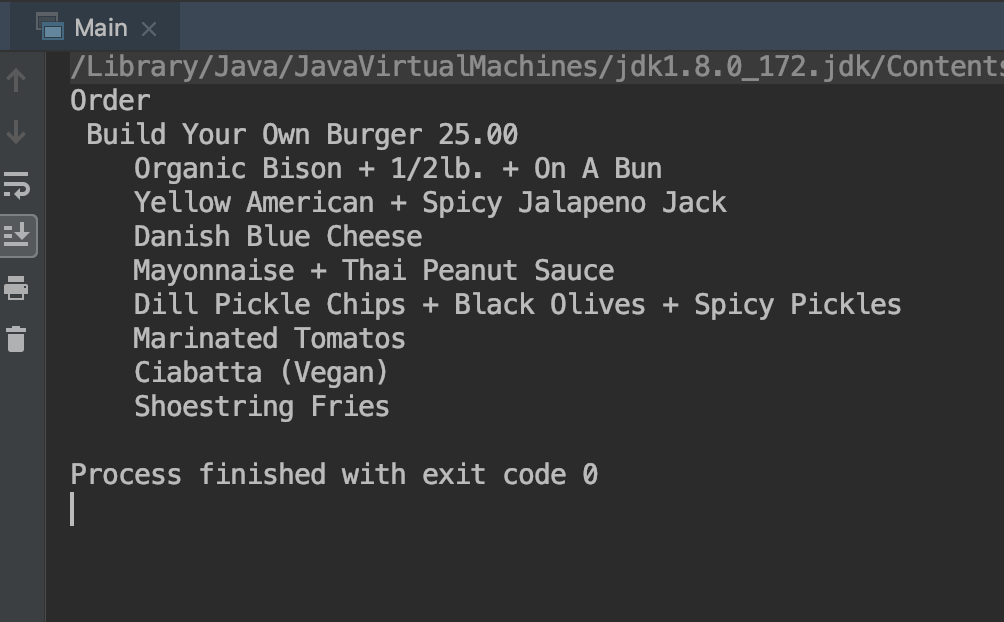 Main
/Library/Java/JavaVirtualMachines/jdk1.8.0_172.jdk/Contents
Order
Build Your Own Burger 25.00
Organic Bison + 1/2lb. + On A Bun
Yellow American + Spicy Jalapeno Jack
Danish Blue Cheese
Mayonnaise + Thai Peanut Sauce
Dill Pickle Chips + Black Olives + Spicy Pickles
Marinated Tomatos
Ciabatta (Vegan)
Shoestring Fries
Process finished with exit code 0